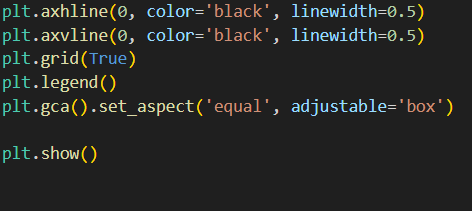 plt.axhline(0, color='black', linewidth=0.5)
plt.axvline(0, color='black', linewidth=0.5)
plt.grid(True)
plt.legend()
plt.gca().set_aspect('equal', adjustable='box')
plt.show()